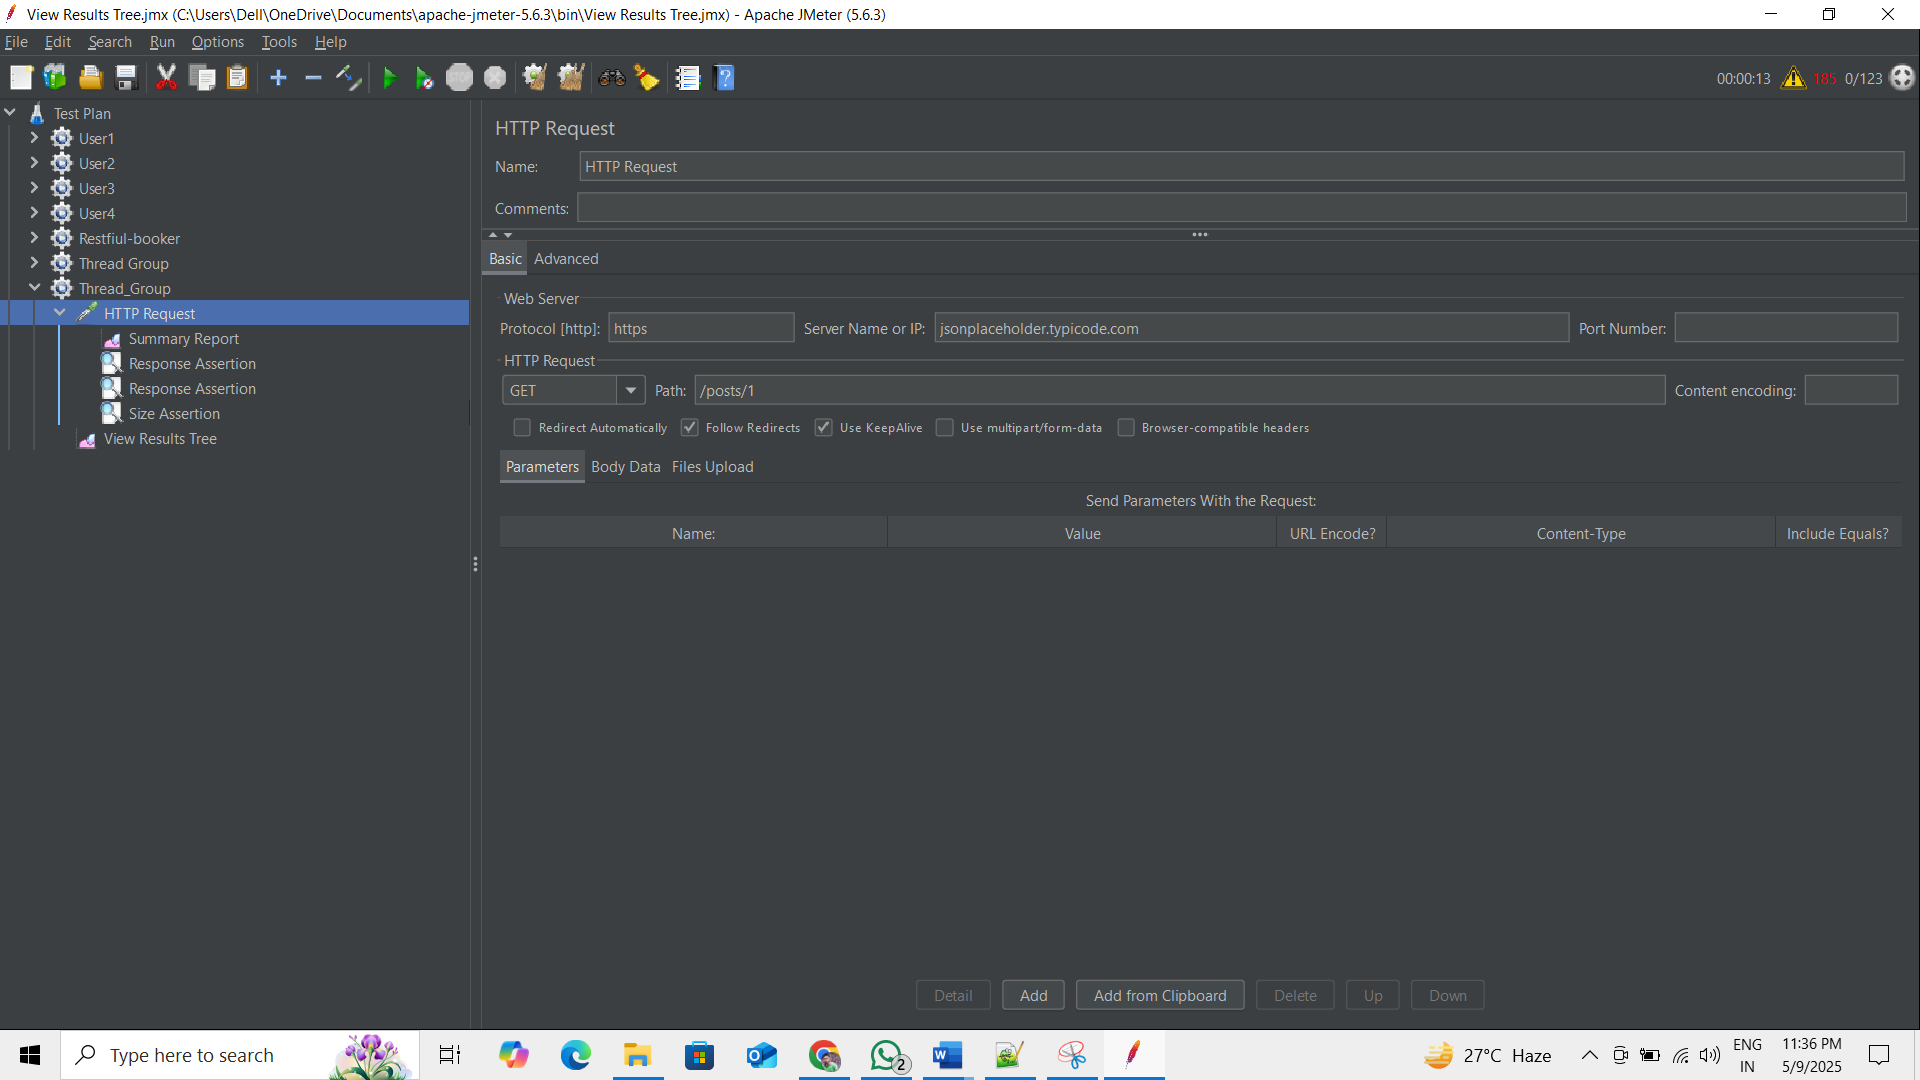 View Results Tree.jmx (C:\Users\Dell\OneDrive\Documents\apache-jmeter-5.6.3\bin\View Results Tree.jmx) - Apache JMeter (5.6.3)
File Edit Search Run Options Tools Help
STOP
00:00:13 185 0/123
Test Plan
User1
User2
User3
User4
Restfiul-booker
Thread Group
Thread_Group
HTTP Request
Summary Report
Response Assertion
Response Assertion
Size Assertion
View Results Tree
HTTP Request
Name: HTTP Request
Comments:
Basic Advanced
Web Server
Protocol [http]: https Server Name or IP: jsonplaceholder.typicode.com Port Number:
HTTP Request
GET Path: /posts/1 Content encoding:
Redirect Automatically Follow Redirects Use KeepAlive Use multipart/form-data Browser-compatible headers
Parameters Body Data Files Upload
Send Parameters With the Request:
Name: Value URL Encode? Content-Type Include Equals?
Detail Add Add from Clipboard Delete Up Down
Type here to search
2
27°C Haze
ENG
IN
11:36 PM
5/9/2025